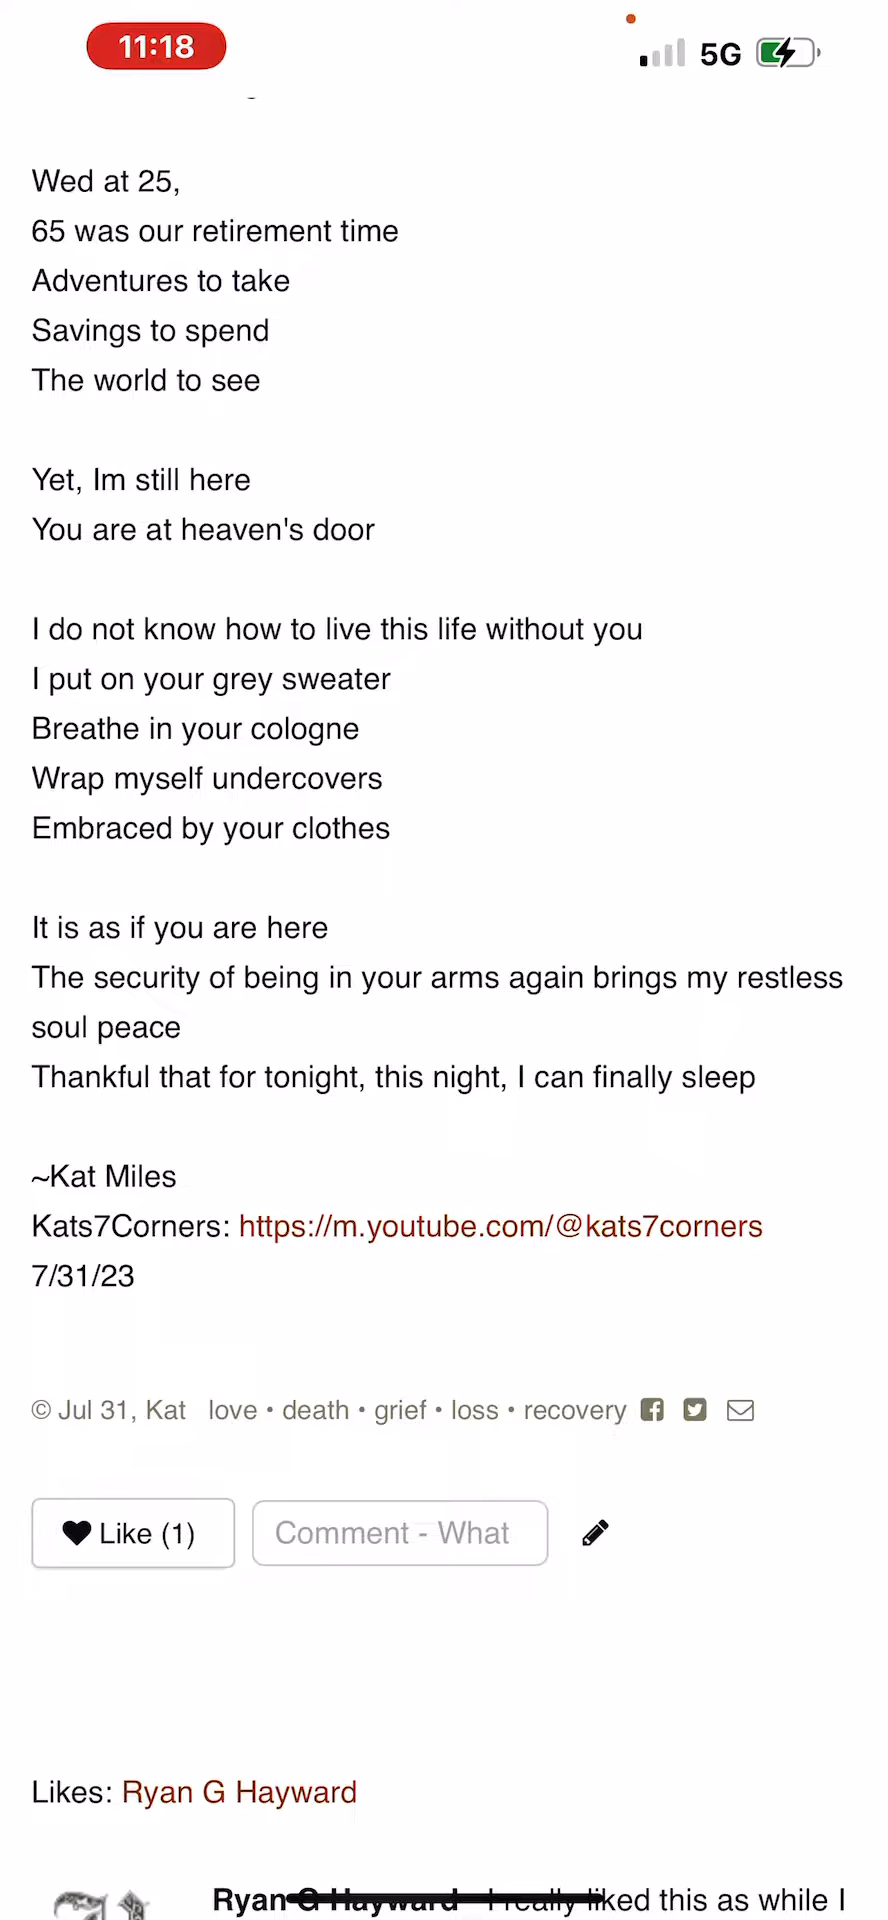 11:18
5G
Wed at 25,
65 was our retirement time
Adventures to take
Savings to spend
The world to see
Yet, Im still here
You are at heaven's door
I do not know how to live this life without you
I put on your grey sweater
Breathe in your cologne
Wrap myself undercovers
Embraced by your clothes
It is as if you are here
The security of being in your arms again brings my restless
soul peace
Thankful that for tonight, this night, I can finally sleep
~Kat Miles
Kats7Corners: https://m.youtube.com/@kats7corners
7/31/23
© Jul 31, Kat love • death • grief • loss • recovery
Like (1)
Comment - What
Likes: Ryan G Hayward
Ryan G Hayward - I really liked this as while I